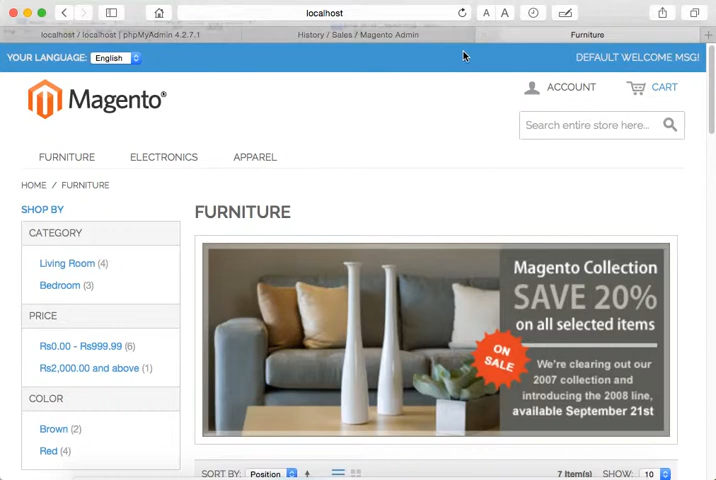 localhost
A A
localhost / localhost | phpMyAdmin 4.2.7.1
History / Sales / Magento Admin
Furniture
+
YOUR LANGUAGE: English
DEFAULT WELCOME MSG!
Magento®
ACCOUNT
CART
Search entire store here...
FURNITURE
ELECTRONICS
APPAREL
HOME / FURNITURE
SHOP BY
CATEGORY
Living Room (4)
Bedroom (3)
PRICE
Rs0.00 - Rs999.99 (6)
Rs2,000.00 and above (1)
COLOR
Brown (2)
Red (4)
FURNITURE
Magento Collection
SAVE 20%
on all selected items
ON
SALE
We're clearing out our
2007 collection and
introducing the 2008 line,
available September 21st
SORT BY: Position
7 Item(s)
SHOW: 10